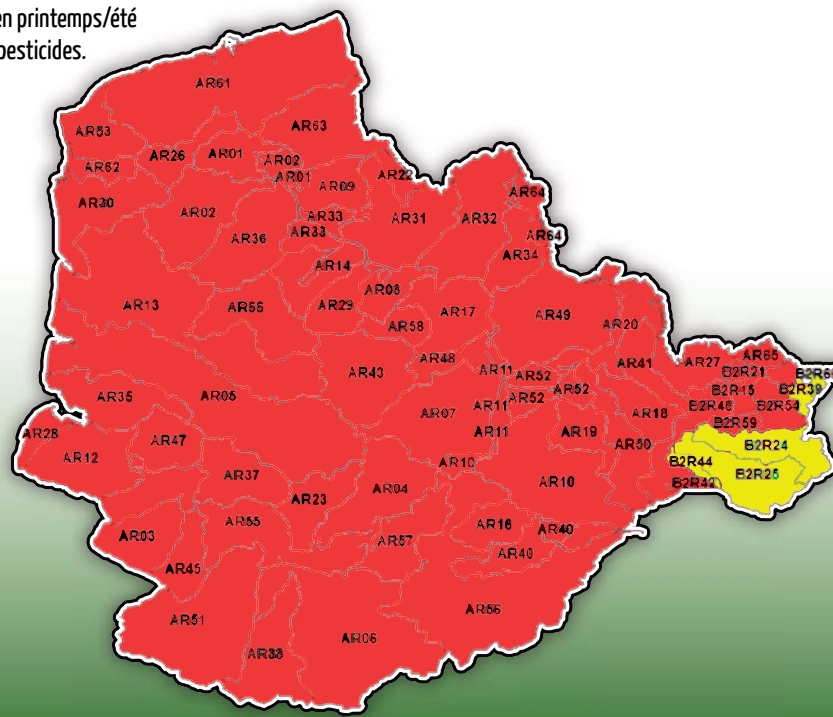 en printemps/été
pesticides.
AR61
AR53
AR63
AR62
AR26
AR01
AR02
AR01
AR09
AR22
AR64
AR30
AR02
AR33
AR33
AR31
AR32
AR64
AR36
AR34
AR14
AR13
AR65
AR29
AR08
AR17
AR49
AR20
AR58
AR48
AR41
AR27
AR65
B2R21
B2R39
AR43
AR11
AR52
AR52
AR52
B2R15
B2R54
B2R46
B2R59
AR35
AR05
AR07
AR11
AR11
AR18
AR28
AR12
AR47
AR19
AR50
B2R24
B2R44
B2R25
B2R42
AR37
AR10
AR10
AR04
AR23
AR03
AR55
AR16
AR40
AR40
AR57
AR45
AR51
AR38
AR06
AR56